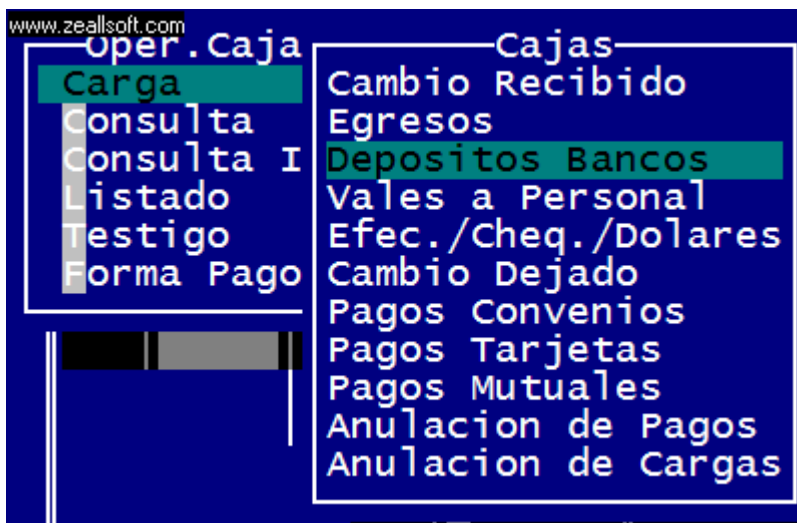 www.zeallsoft.com
Oper.Caja
Carga
Consulta
Consulta I
Listado
Testigo
Forma Pago
Cajas
Cambio Recibido
Egresos
Depositos Bancos
Vales a Personal
Efec./Cheq./Dolares
Cambio Dejado
Pagos Convenios
Pagos Tarjetas
Pagos Mutuales
Anulacion de Pagos
Anulacion de Cargas